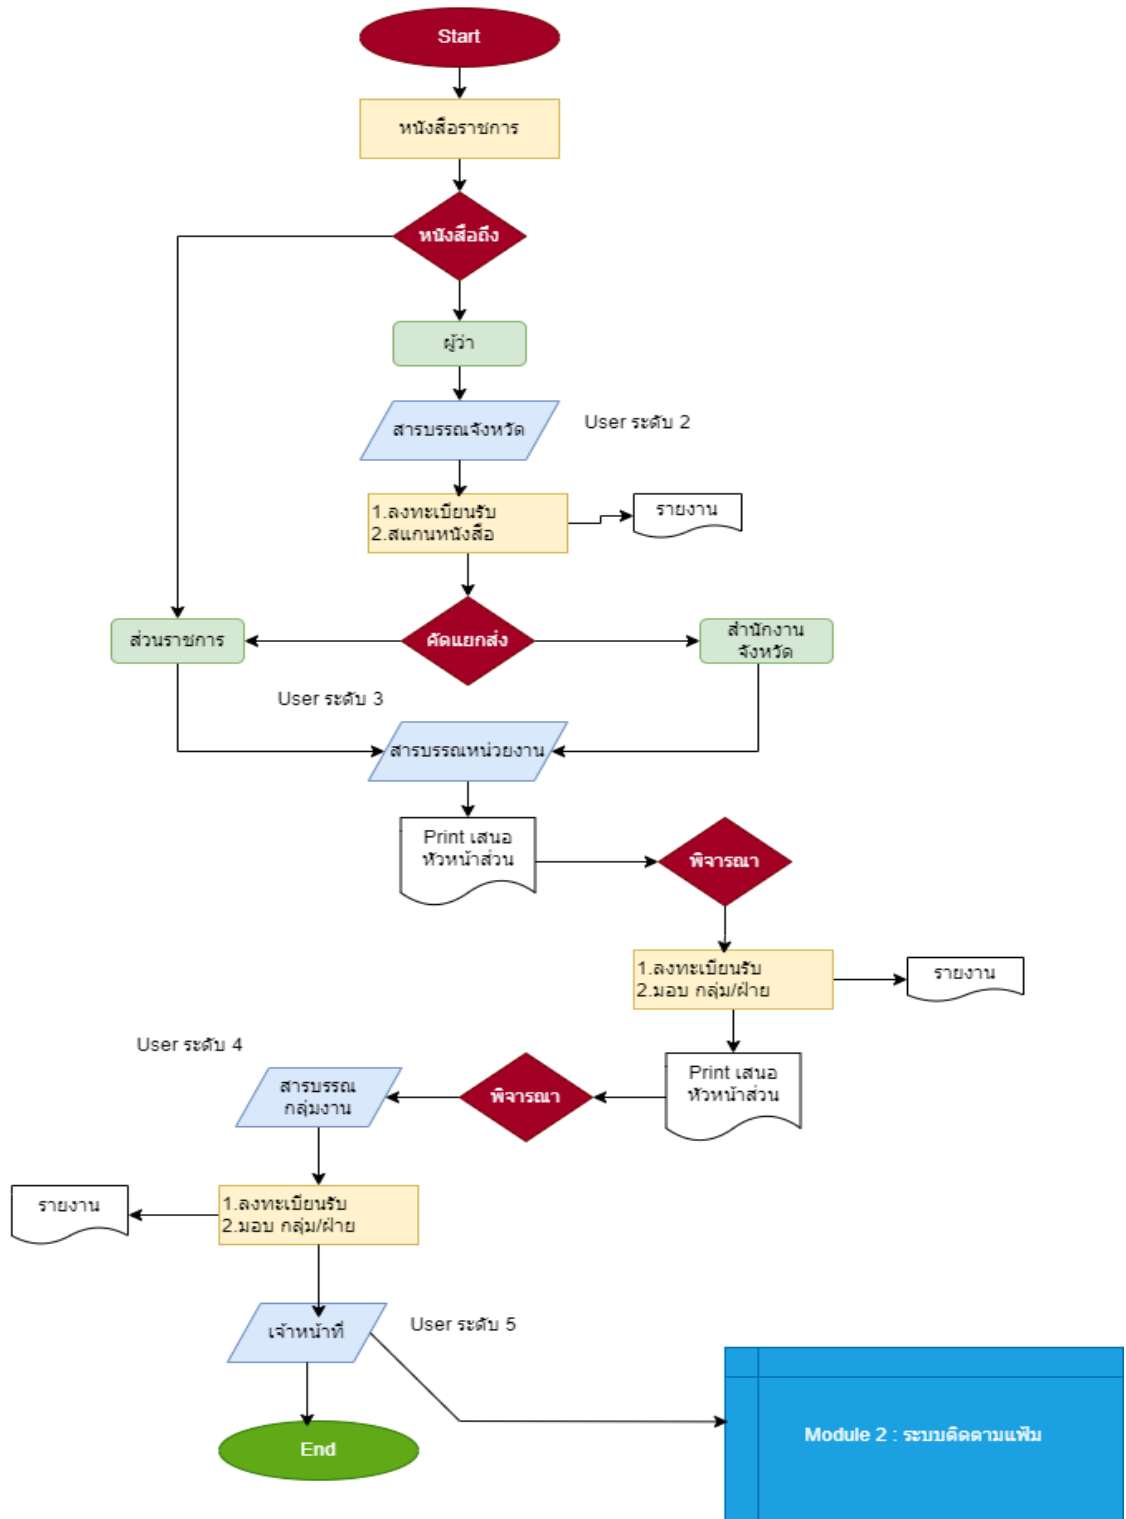 Start
หนังสือราชการ
หนังสือถึง
ผู้ว่า
สารบรรณจังหวัด
User ระดับ 2
1.ลงทะเบียนรับ
2.สแกนหนังสือ
รายงาน
ส่วนราชการ
คัดแยกส่ง
สำนักงาน
จังหวัด
User ระดับ 3
สารบรรณหน่วยงาน
Print เสนอ
หัวหน้าส่วน
พิจารณา
1.ลงทะเบียนรับ
2.มอบ กลุ่ม/ฝ่าย
รายงาน
User ระดับ 4
Print เสนอ
หัวหน้าส่วน
พิจารณา
สารบรรณ
กลุ่มงาน
รายงาน
1.ลงทะเบียนรับ
2.มอบ กลุ่ม/ฝ่าย
เจ้าหน้าที่
User ระดับ 5
End
Module 2 : ระบบติดตามแฟ้ม